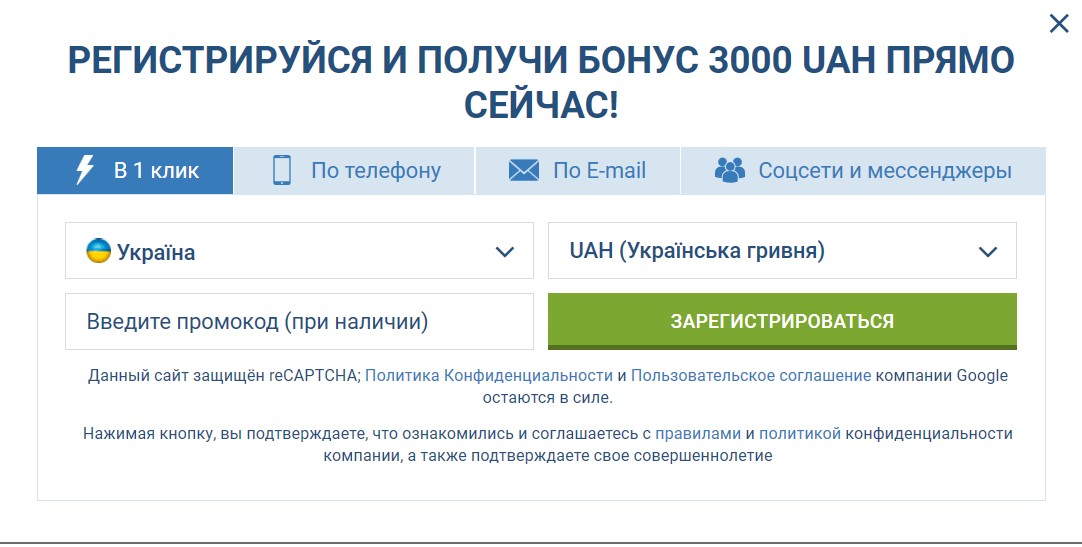 РЕГИСТРИРУЙСЯ И ПОЛУЧИ БОНУС 3000 UAH ПРЯМО
СЕЙЧАС!
В 1 клик
По телефону
По E-mail
Соцсети и мессенджеры
Україна
UAH (Українська гривня)
Введите промокод (при наличии)
ЗАРЕГИСТРИРОВАТЬСЯ
Данный сайт защищён reCAPTCHA; Политика Конфиденциальности и Пользовательское соглашение компании Google
остаются в силе.
Нажимая кнопку, вы подтверждаете, что ознакомились и соглашаетесь с правилами и политикой конфиденциальности
компании, а также подтверждаете свое совершеннолетие